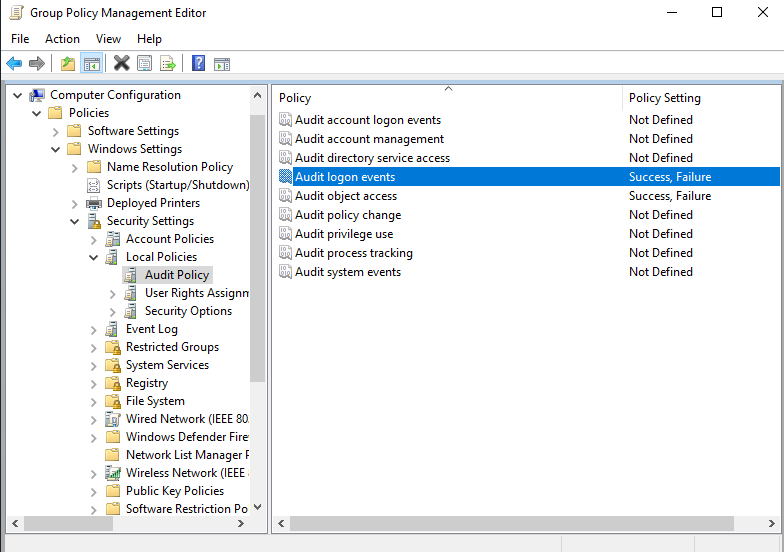 Group Policy Management Editor
File Action View Help
Computer Configuration
Policies
Software Settings
Windows Settings
Name Resolution Policy
Scripts (Startup/Shutdown)
Deployed Printers
Security Settings
Account Policies
Local Policies
Audit Policy
User Rights Assignm
Security Options
Event Log
Restricted Groups
System Services
Registry
File System
Wired Network (IEEE 80
Windows Defender Fire
Network List Manager P
Wireless Network (IEEE
Public Key Policies
Software Restriction Po
Policy Policy Setting
Audit account logon events Not Defined
Audit account management Not Defined
Audit directory service access Not Defined
Audit logon events Success, Failure
Audit object access Success, Failure
Audit policy change Not Defined
Audit privilege use Not Defined
Audit process tracking Not Defined
Audit system events Not Defined